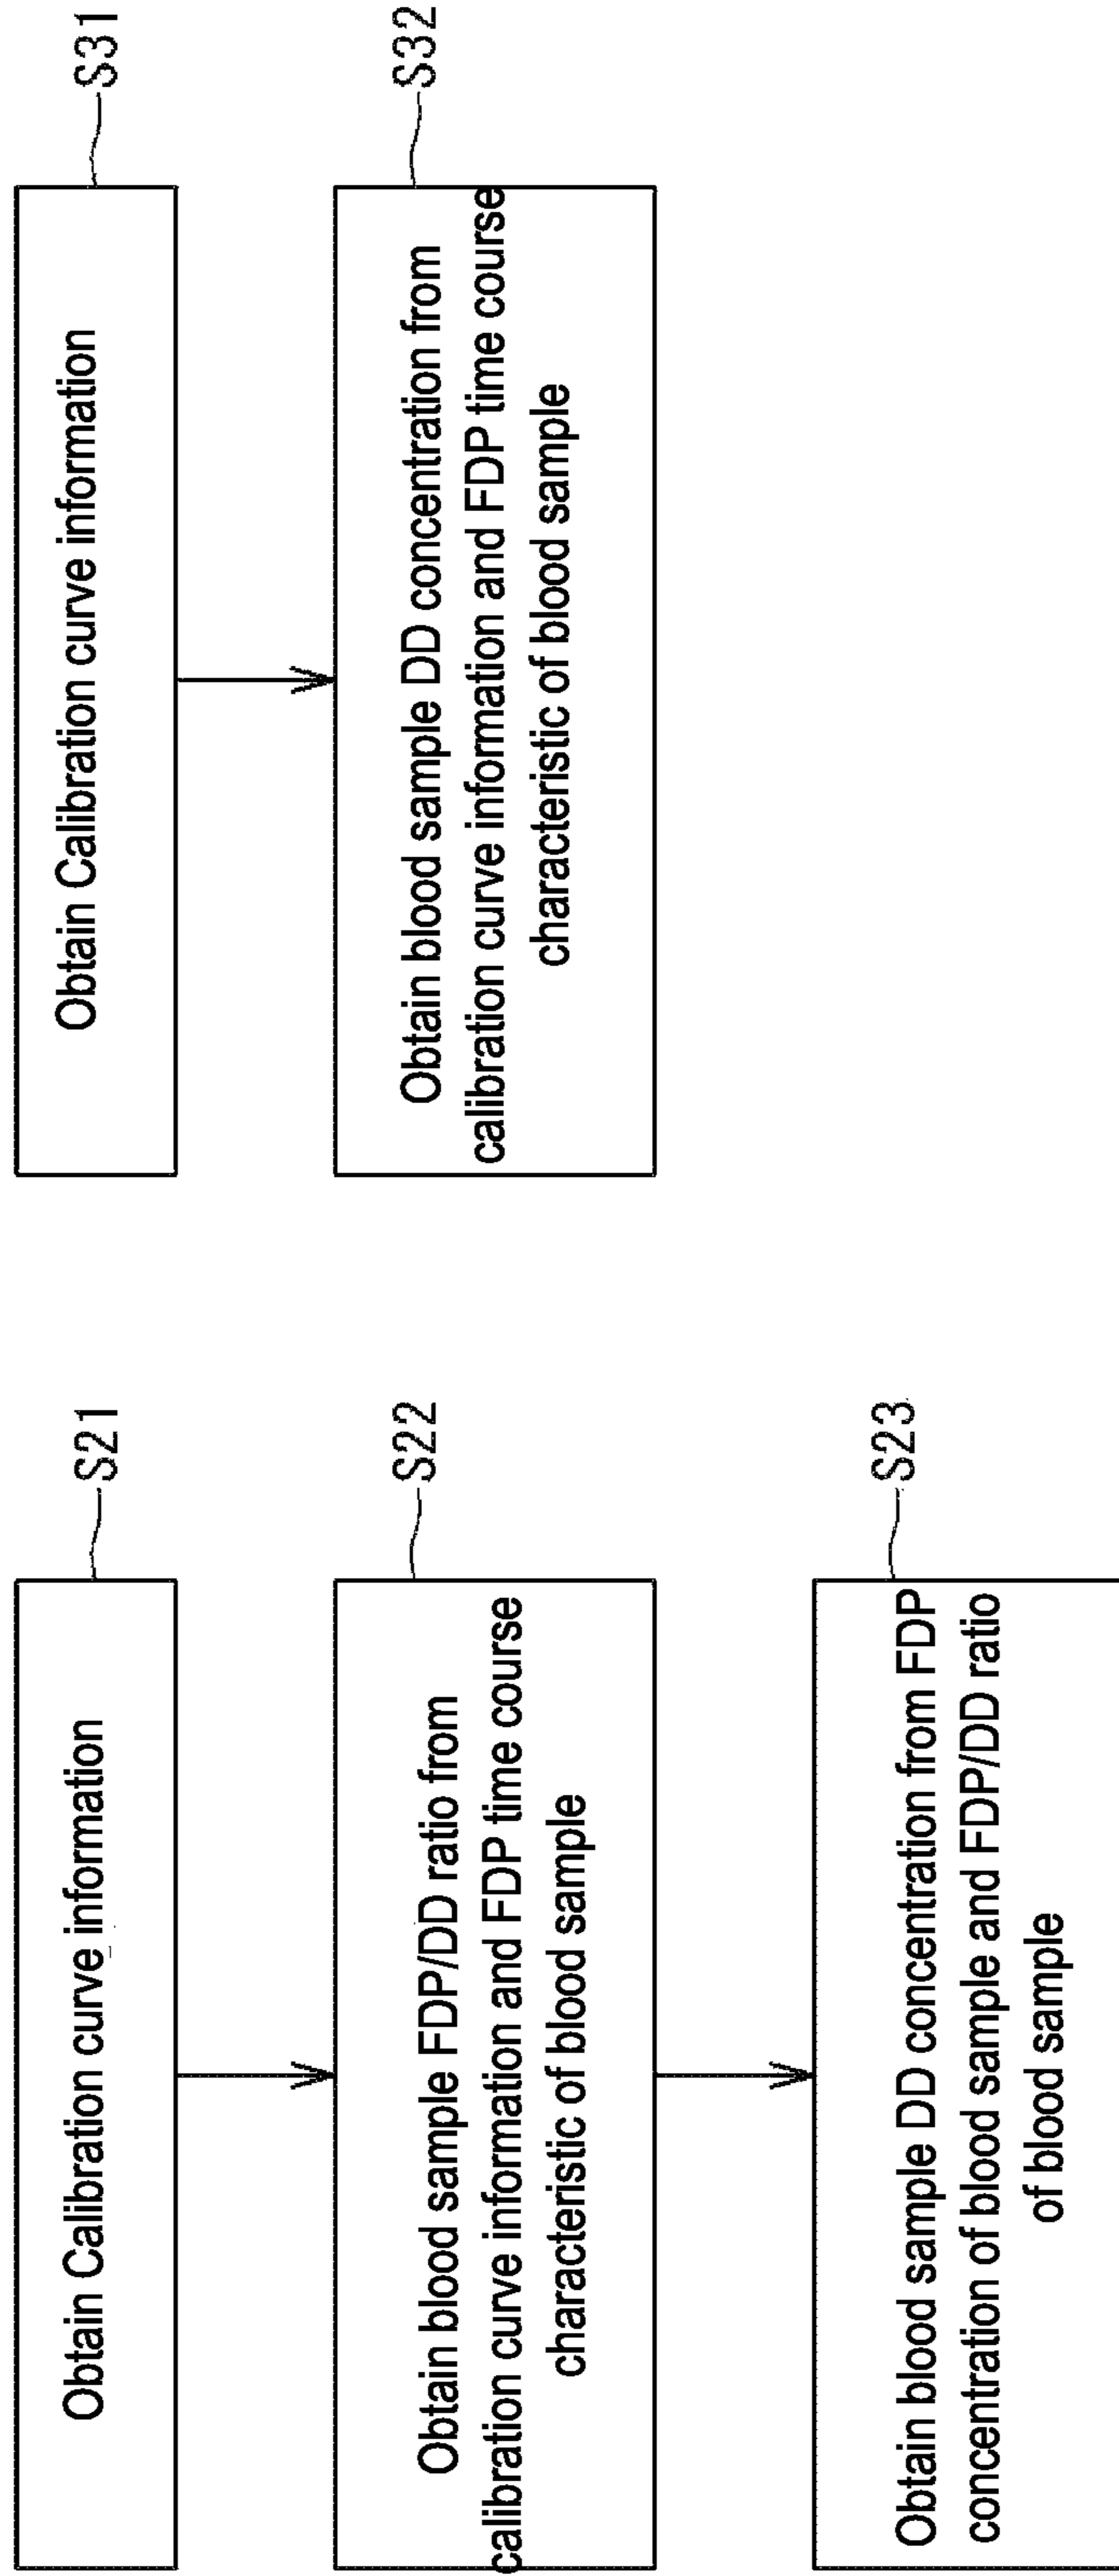 Obtain Calibration curve information
S21
Obtain blood sample FDP/DD ratio from
calibration curve information and FDP time course
characteristic of blood sample
S22
Obtain blood sample DD concentration from FDP
concentration of blood sample and FDP/DD ratio
of blood sample
S23
Obtain Calibration curve information
S31
Obtain blood sample DD concentration from
calibration curve information and FDP time course
characteristic of blood sample
S32